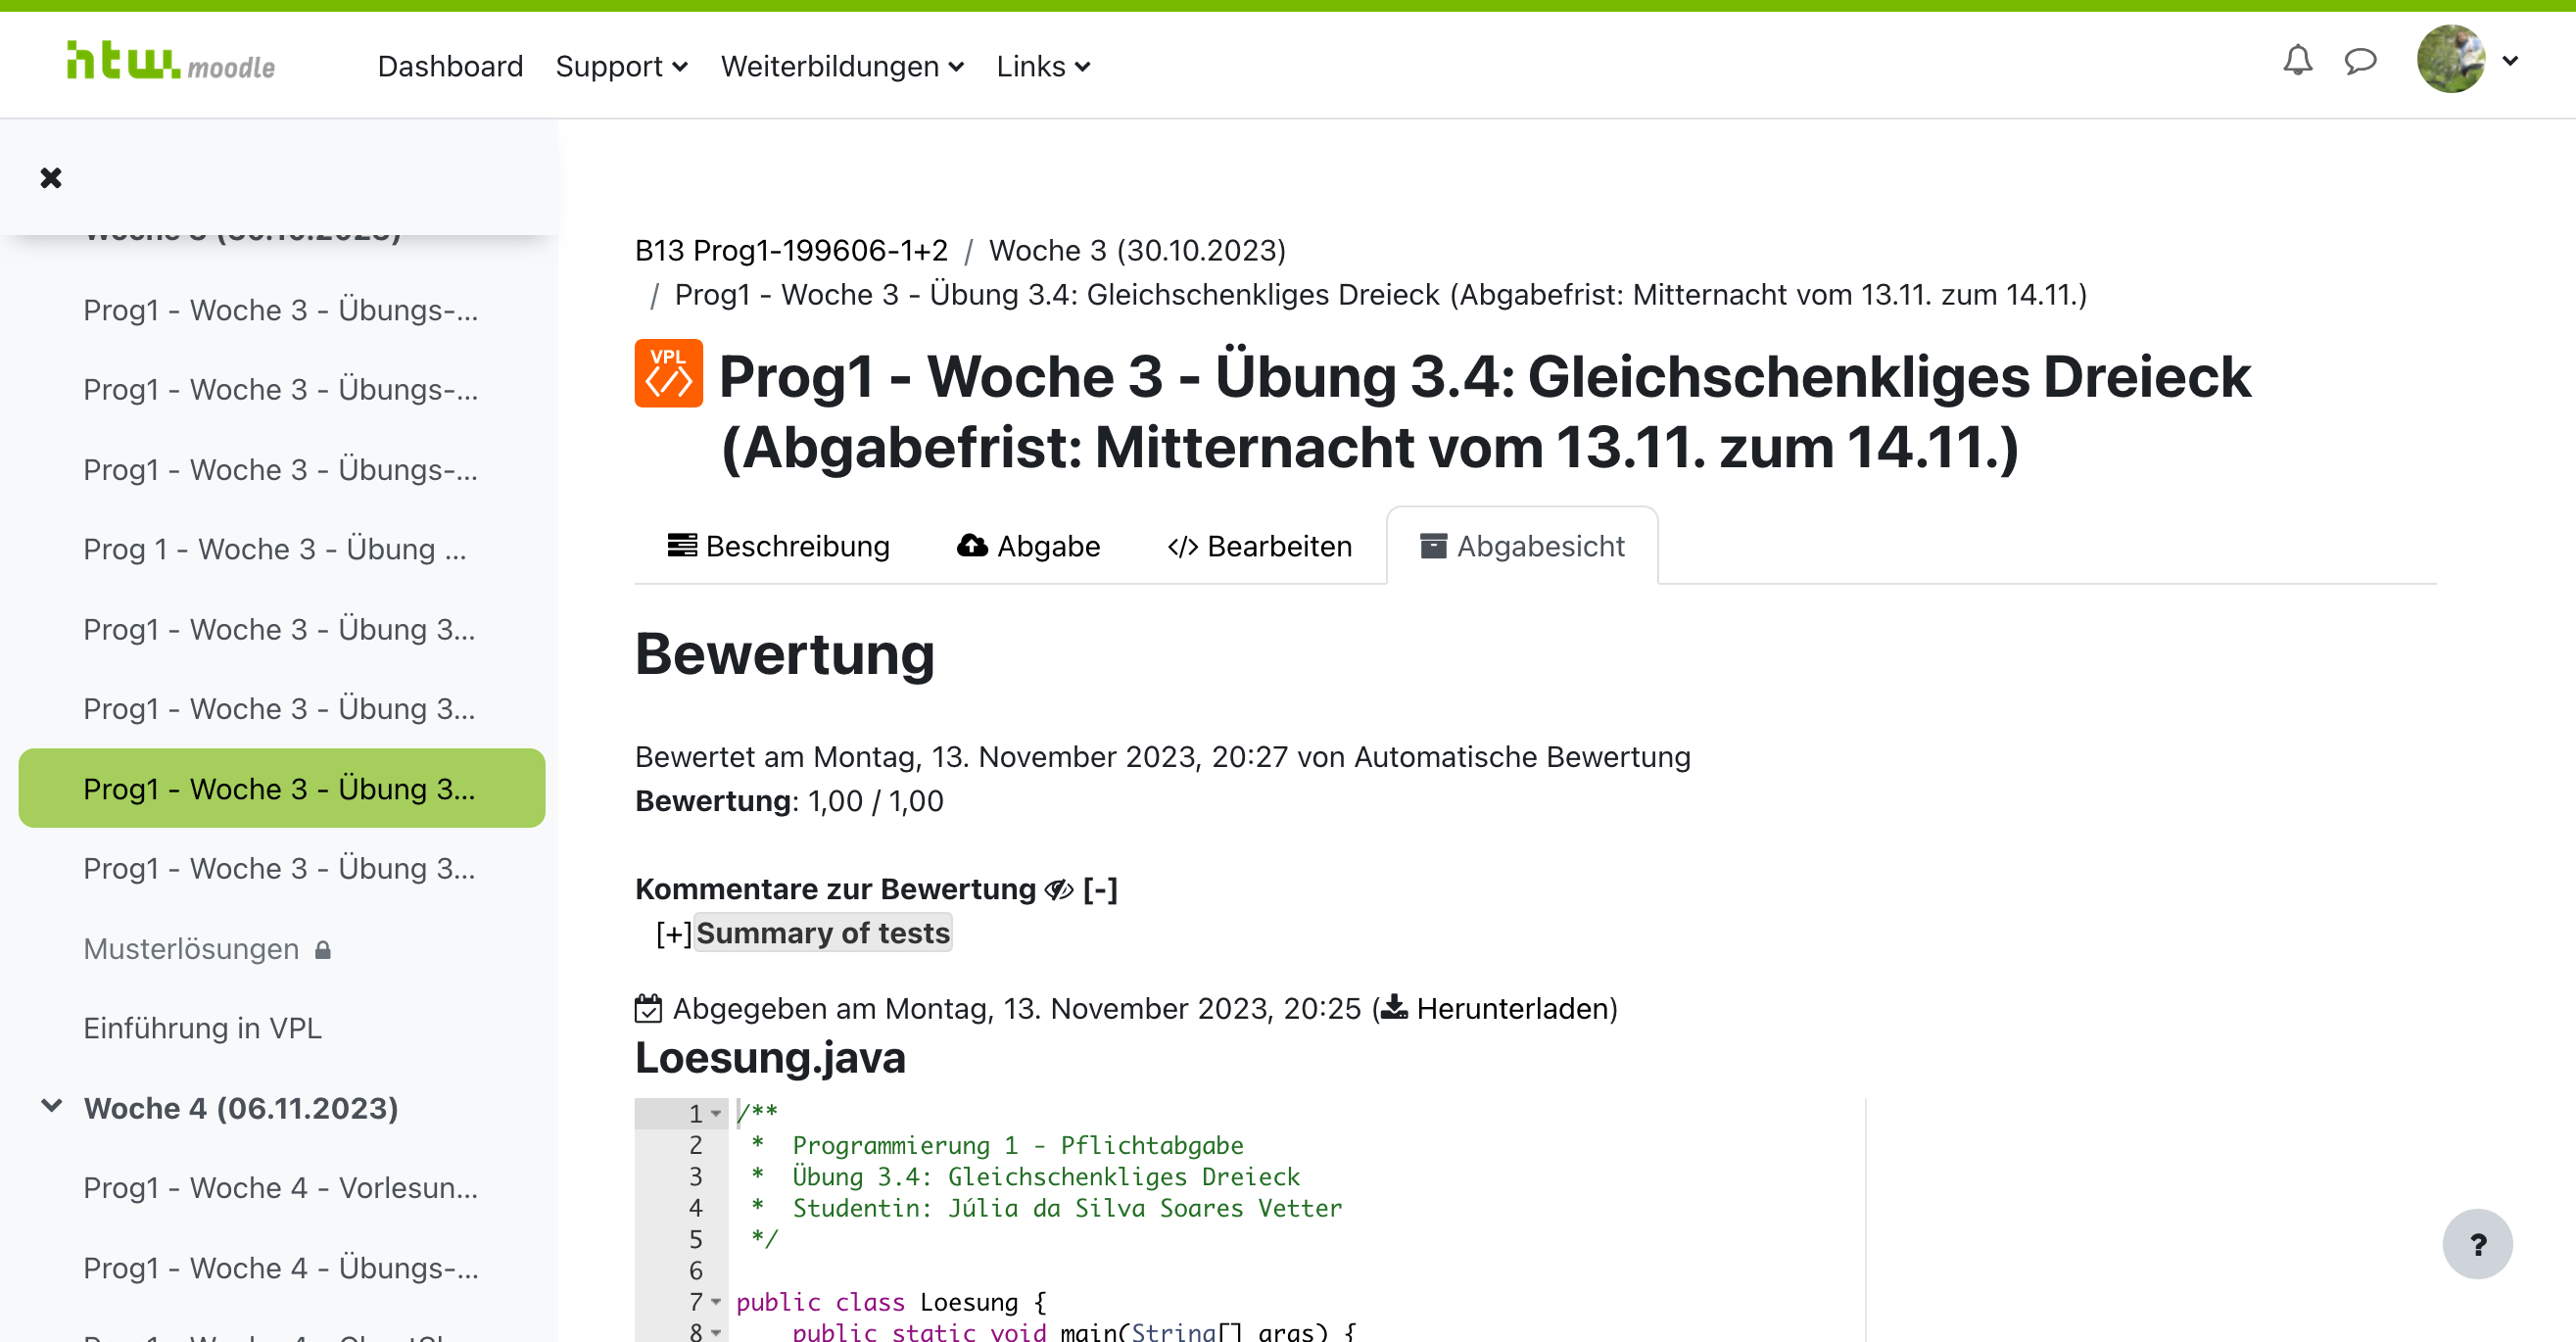 htw. moodle
Dashboard Support Weiterbildungen Links
Woche 3 (30.10.2023)
Prog1 - Woche 3 - Übungs-...
Prog1 - Woche 3 - Übungs-...
Prog1 - Woche 3 - Übungs-...
Prog 1 - Woche 3 - Übung ...
Prog1 - Woche 3 - Übung 3...
Prog1 - Woche 3 - Übung 3...
Prog1 - Woche 3 - Übung 3...
Prog1 - Woche 3 - Übung 3...
Musterlösungen
Einführung in VPL
Woche 4 (06.11.2023)
Prog1 - Woche 4 - Vorlesun...
Prog1 - Woche 4 - Übungs-...
B13 Prog1-199606-1+2 / Woche 3 (30.10.2023)
/ Prog1 - Woche 3 - Übung 3.4: Gleichschenkliges Dreieck (Abgabefrist: Mitternacht vom 13.11. zum 14.11.)
VPL
Prog1 - Woche 3 - Übung 3.4: Gleichschenkliges Dreieck
(Abgabefrist: Mitternacht vom 13.11. zum 14.11.)
Beschreibung Abgabe </> Bearbeiten Abgabesicht
Bewertung
Bewertet am Montag, 13. November 2023, 20:27 von Automatische Bewertung
Bewertung: 1,00 / 1,00
Kommentare zur Bewertung [-]
[+]Summary of tests
Abgegeben am Montag, 13. November 2023, 20:25 (Herunterladen)
Loesung.java
1 /**
2 * Programmierung 1 - Pflichtabgabe
3 * Übung 3.4: Gleichschenkliges Dreieck
4 * Studentin: Júlia da Silva Soares Vetter
5 */
6
7 public class Loesung {
8 public static void main(String[] args) {
?